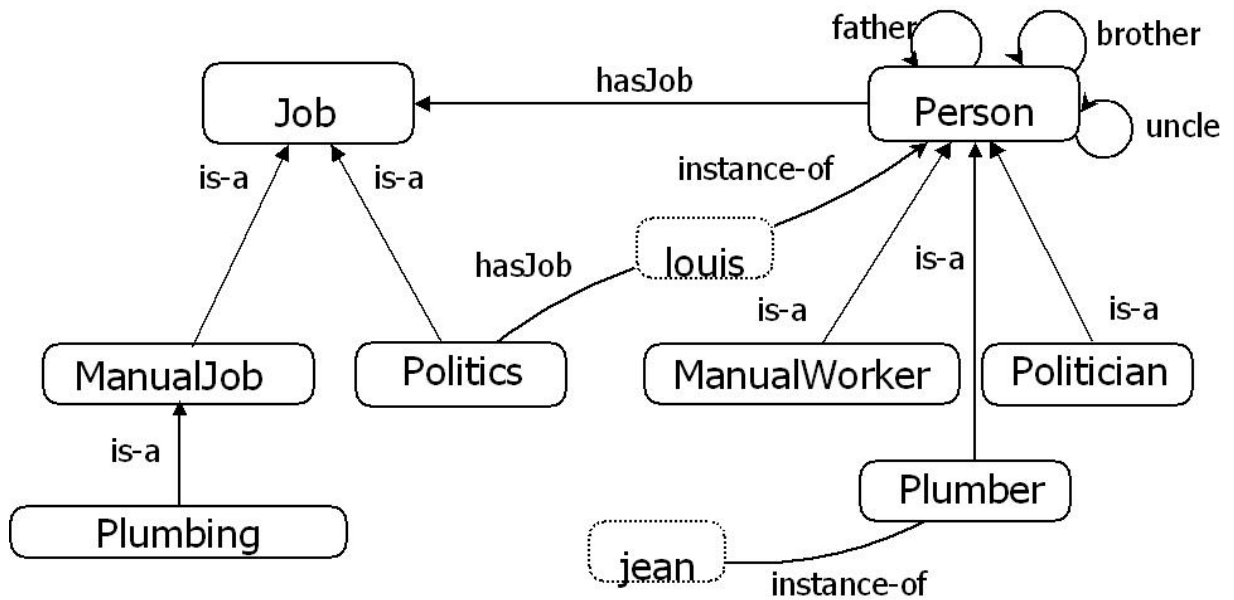 father
brother
hasJob
Job
Person
uncle
is-a
is-a
instance-of
louis
hasJob
is-a
is-a
is-a
ManualJob
Politics
ManualWorker
Politician
is-a
Plumber
Plumbing
jean
instance-of